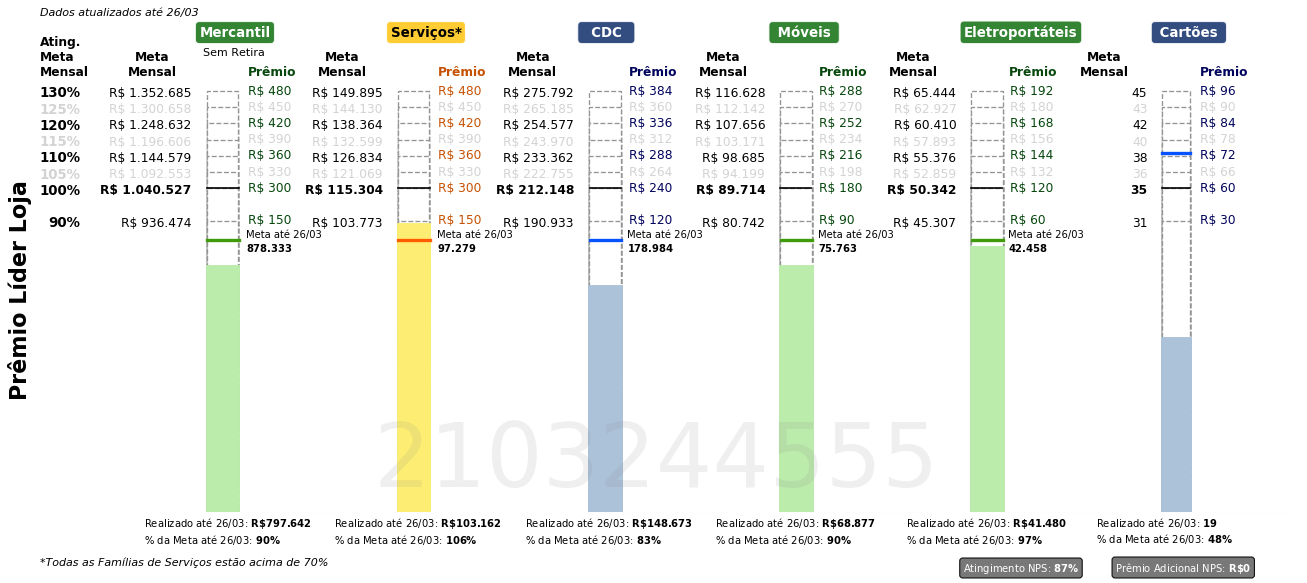 Dados atualizados até 26/03
Mercantil Serviços* CDC Móveis Eletroportáteis Cartões
Sem Retira
Ating. Meta Mensal
Meta Mensal Prêmio Meta Mensal Prêmio Meta Mensal Prêmio Meta Mensal Prêmio Meta Mensal Prêmio Meta Mensal Prêmio
130% R$ 1.352.685 R$ 480 R$ 149.895 R$ 480 R$ 275.792 R$ 384 R$ 116.628 R$ 288 R$ 65.444 R$ 192 45 R$ 96
125% R$ 1.300.658 R$ 450 R$ 144.130 R$ 450 R$ 265.185 R$ 360 R$ 112.142 R$ 270 R$ 62.927 R$ 180 43 R$ 90
120% R$ 1.248.632 R$ 420 R$ 138.364 R$ 420 R$ 254.577 R$ 336 R$ 107.656 R$ 252 R$ 60.410 R$ 168 42 R$ 84
115% R$ 1.196.606 R$ 390 R$ 132.599 R$ 390 R$ 243.970 R$ 312 R$ 103.171 R$ 234 R$ 57.893 R$ 156 40 R$ 78
110% R$ 1.144.579 R$ 360 R$ 126.834 R$ 360 R$ 233.362 R$ 288 R$ 98.685 R$ 216 R$ 55.376 R$ 144 38 R$ 72
105% R$ 1.092.553 R$ 330 R$ 121.069 R$ 330 R$ 222.755 R$ 264 R$ 94.199 R$ 198 R$ 52.859 R$ 132 36 R$ 66
100% R$ 1.040.527 R$ 300 R$ 115.304 R$ 300 R$ 212.148 R$ 240 R$ 89.714 R$ 180 R$ 50.342 R$ 120 35 R$ 60
90% R$ 936.474 R$ 150 R$ 103.773 R$ 150 R$ 190.933 R$ 120 R$ 80.742 R$ 90 R$ 45.307 R$ 60 31 R$ 30
Meta até 26/03 Meta até 26/03 Meta até 26/03 Meta até 26/03 Meta até 26/03
878.333 97.279 178.984 75.763 42.458
Prêmio Líder Loja
2103244555
Realizado até 26/03: R$797.642 Realizado até 26/03: R$103.162 Realizado até 26/03: R$148.673 Realizado até 26/03: R$68.877 Realizado até 26/03: R$41.480 Realizado até 26/03: 19
% da Meta até 26/03: 90% % da Meta até 26/03: 106% % da Meta até 26/03: 83% % da Meta até 26/03: 90% % da Meta até 26/03: 97% % da Meta até 26/03: 48%
*Todas as Famílias de Serviços estão acima de 70%
Atingimento NPS: 87% Prêmio Adicional NPS: R$0